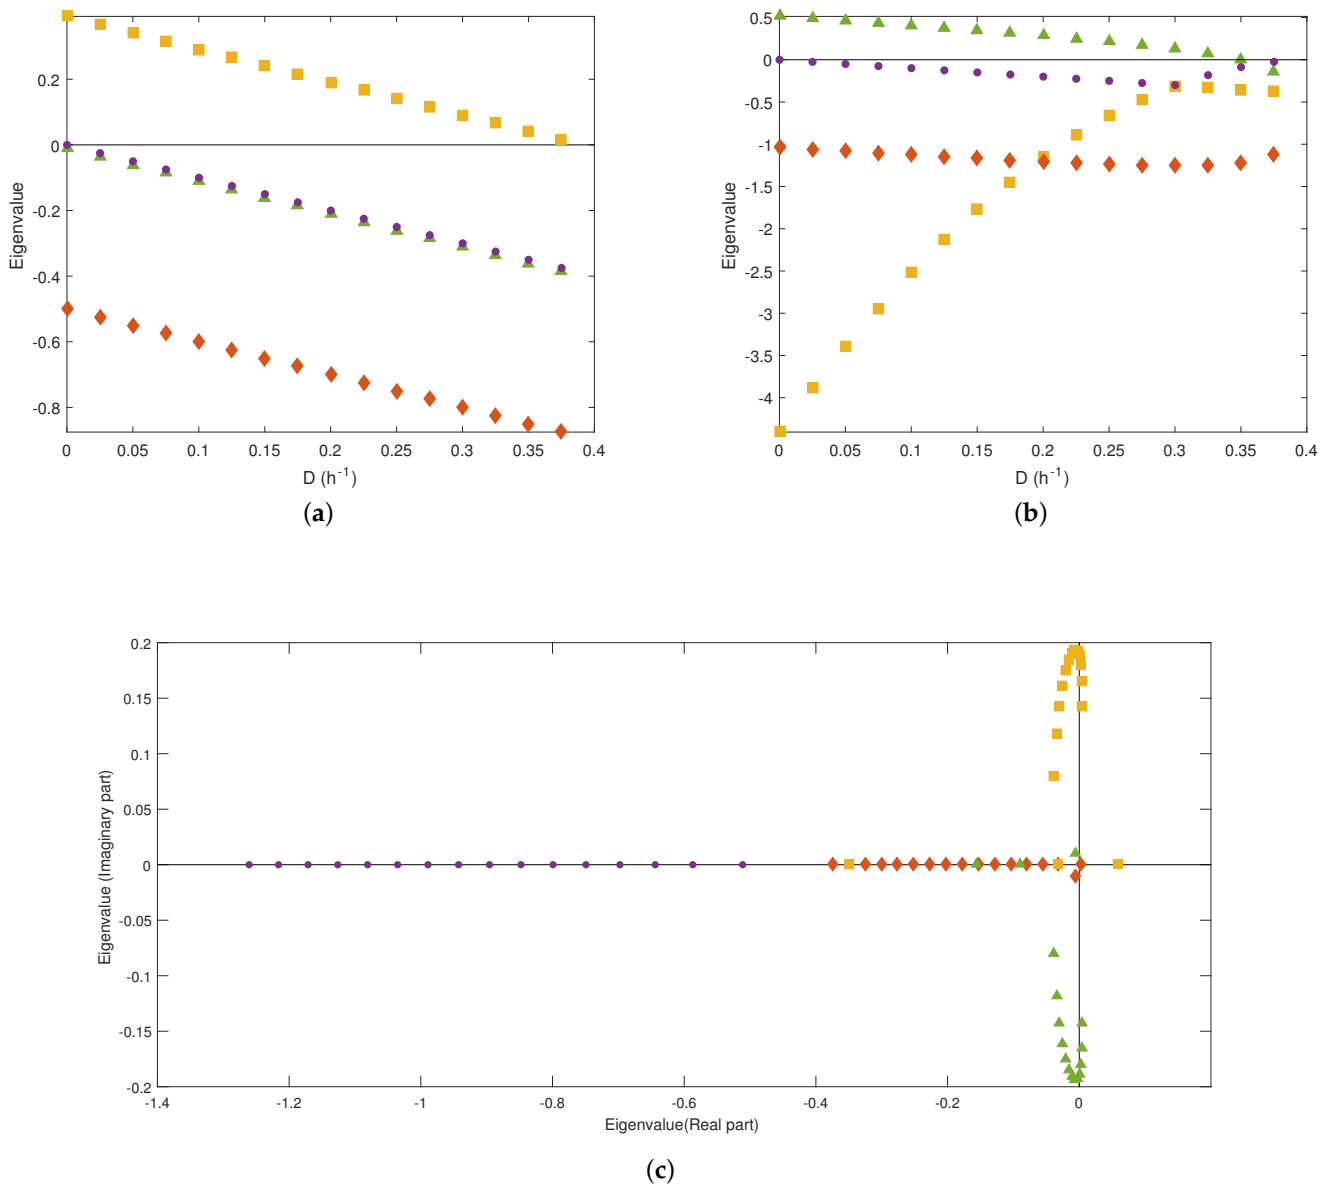 0.2
0
-0.2
-0.4
-0.6
-0.8
Eigenvalue
0 0.05 0.1 0.15 0.2 0.25 0.3 0.35 0.4
D (h⁻¹)
(a)
0.5
0
-0.5
-1
-1.5
-2
-2.5
-3
-3.5
-4
Eigenvalue
0 0.05 0.1 0.15 0.2 0.25 0.3 0.35 0.4
D (h⁻¹)
(b)
0.2
0.15
0.1
0.05
0
-0.05
-0.1
-0.15
-0.2
Eigenvalue (Imaginary part)
-1.4 -1.2 -1 -0.8 -0.6 -0.4 -0.2 0
Eigenvalue(Real part)
(c)